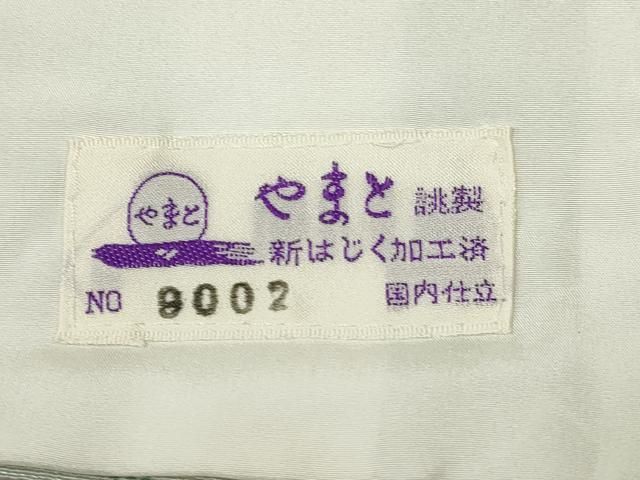 やまと
やまと 謹製
新はじく加工済
NO 9002
国内仕立